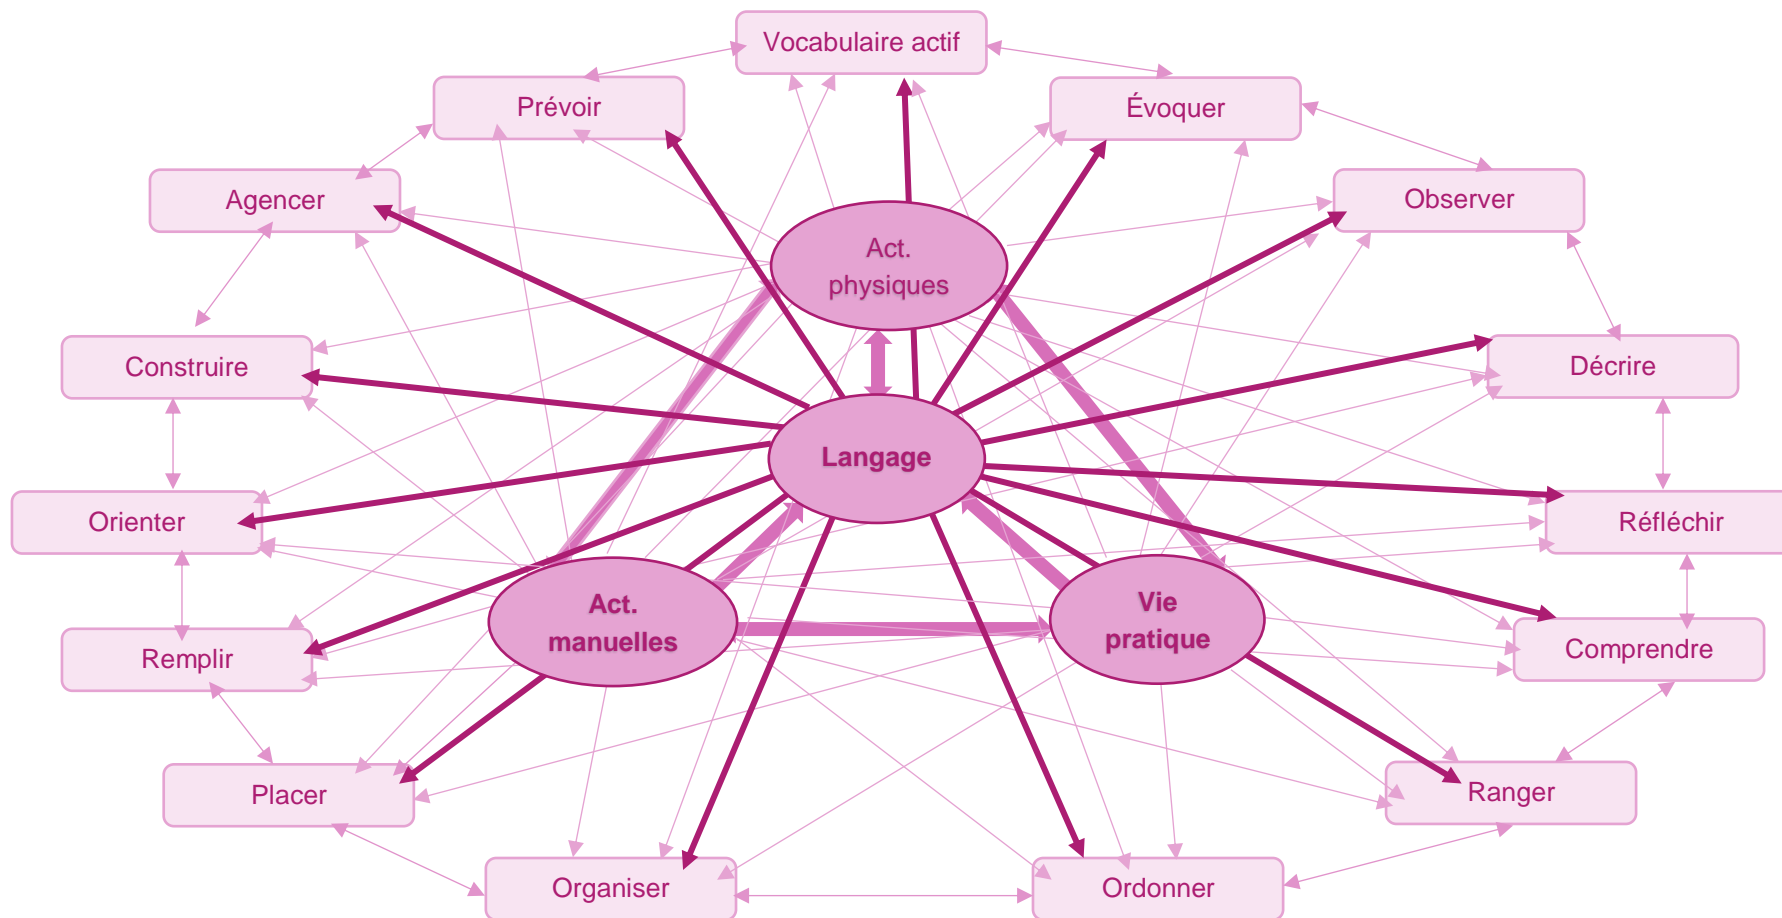 Vocabulaire actif
Prévoir
Évoquer
Agencer
Observer
Act.
physiques
Construire
Décrire
Langage
Orienter
Réfléchir
Act.
manuelles
Vie
pratique
Remplir
Comprendre
Placer
Ranger
Organiser
Ordonner